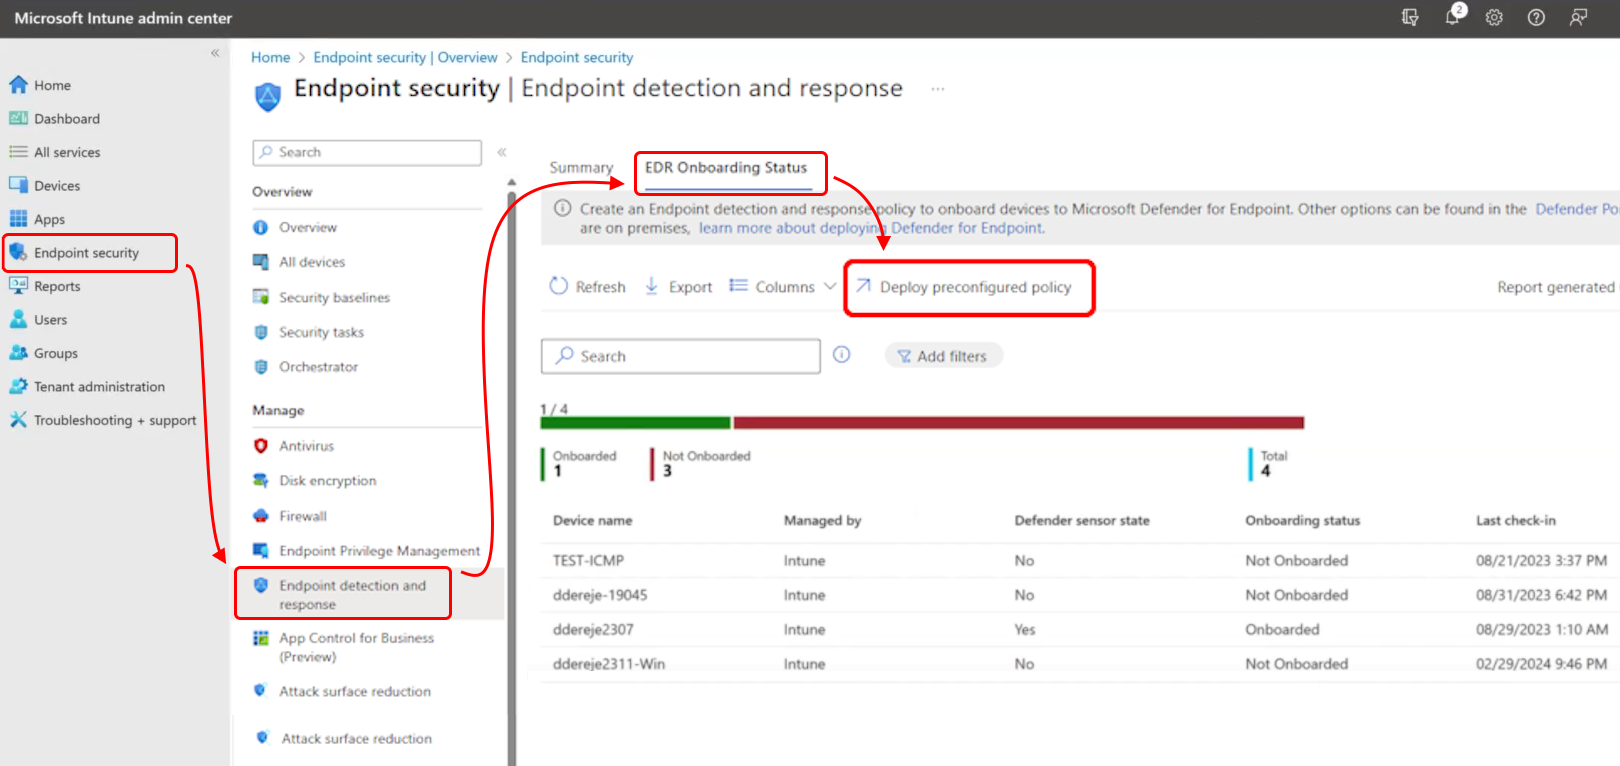 Microsoft Intune admin center
2
Home
Dashboard
All services
Devices
Apps
Endpoint security
Reports
Users
Groups
Tenant administration
Troubleshooting + support
Home > Endpoint security | Overview > Endpoint security
Endpoint security | Endpoint detection and response ...
Search
Overview
Overview
All devices
Security baselines
Security tasks
Orchestrator
Manage
Antivirus
Disk encryption
Firewall
Endpoint Privilege Management
Endpoint detection and
response
App Control for Business
(Preview)
Attack surface reduction
Attack surface reduction
Summary EDR Onboarding Status
Create an Endpoint detection and response policy to onboard devices to Microsoft Defender for Endpoint. Other options can be found in the Defender Po
are on premises, learn more about deploying Defender for Endpoint.
Refresh Export Columns Deploy preconfigured policy Report generated
Search Add filters
1 / 4
Onboarded Not Onboarded Total
1 3 4
Device name Managed by Defender sensor state Onboarding status Last check-in
TEST-ICMP Intune No Not Onboarded 08/21/2023 3:37 PM
ddereje-19045 Intune No Not Onboarded 08/31/2023 6:42 PM
ddereje2307 Intune Yes Onboarded 08/29/2023 1:10 AM
ddereje2311-Win Intune No Not Onboarded 02/29/2024 9:46 PM